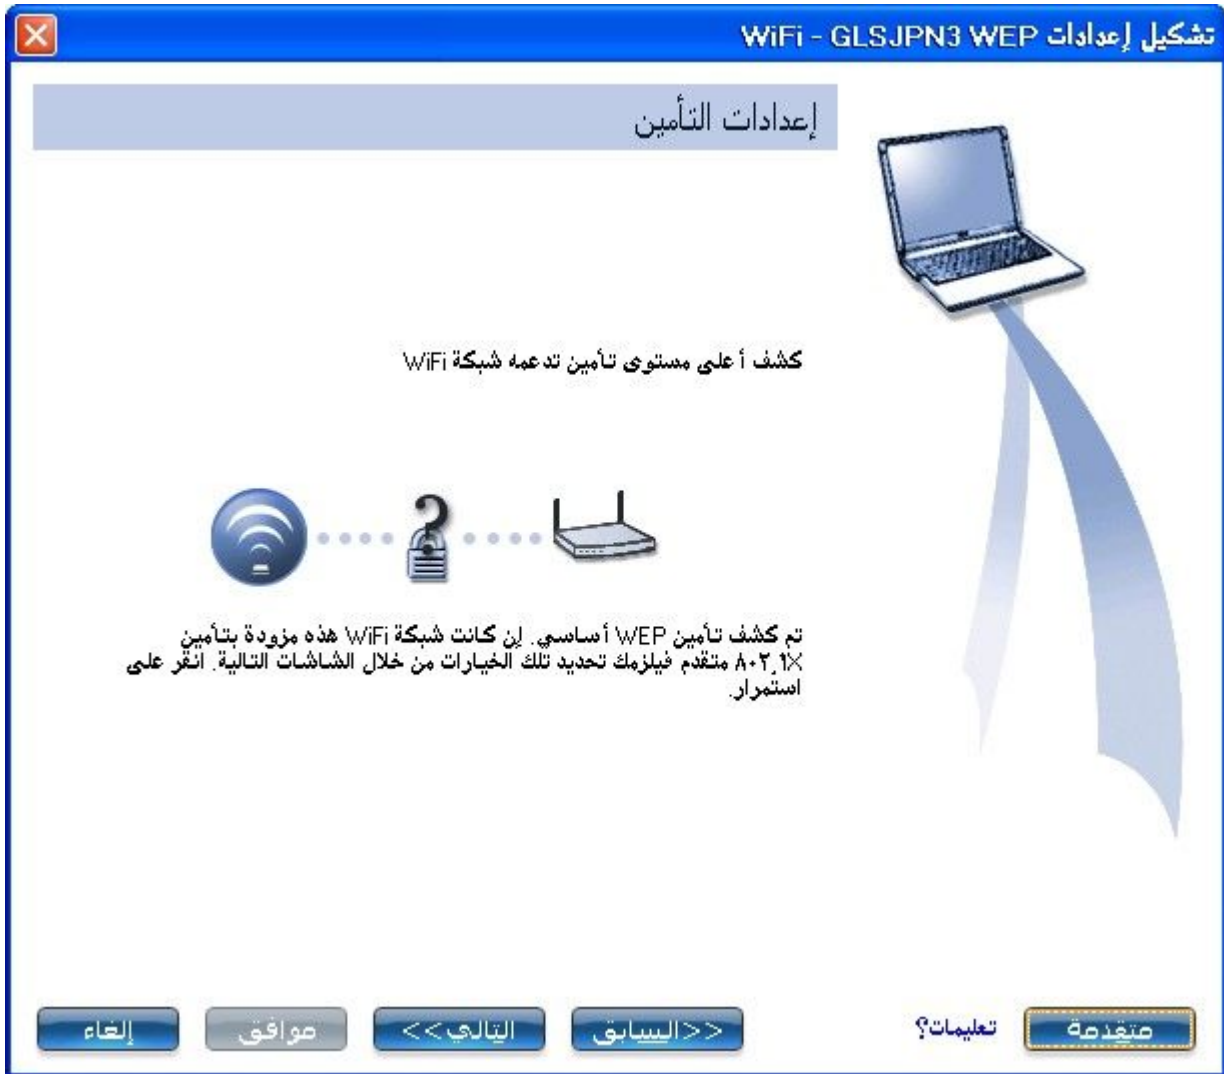 تشكيل إعدادات WiFi - GLSJPN3 WEP
إعدادات التأمين
كشف أعلى مستوى تأمين تدعمه شبكة WiFi
تم كشف تأمين WEP أساسي. إن كانت شبكة WiFi هذه مزودة بتأمين
٨٠٢٫١X متقدم فيلزمك تحديد تلك الخيارات من خلال الشاشات التالية. انقر على
استمرار.
متقدمة
تعليمات؟
<<السابق
التالي>>
موافق
إلغاء